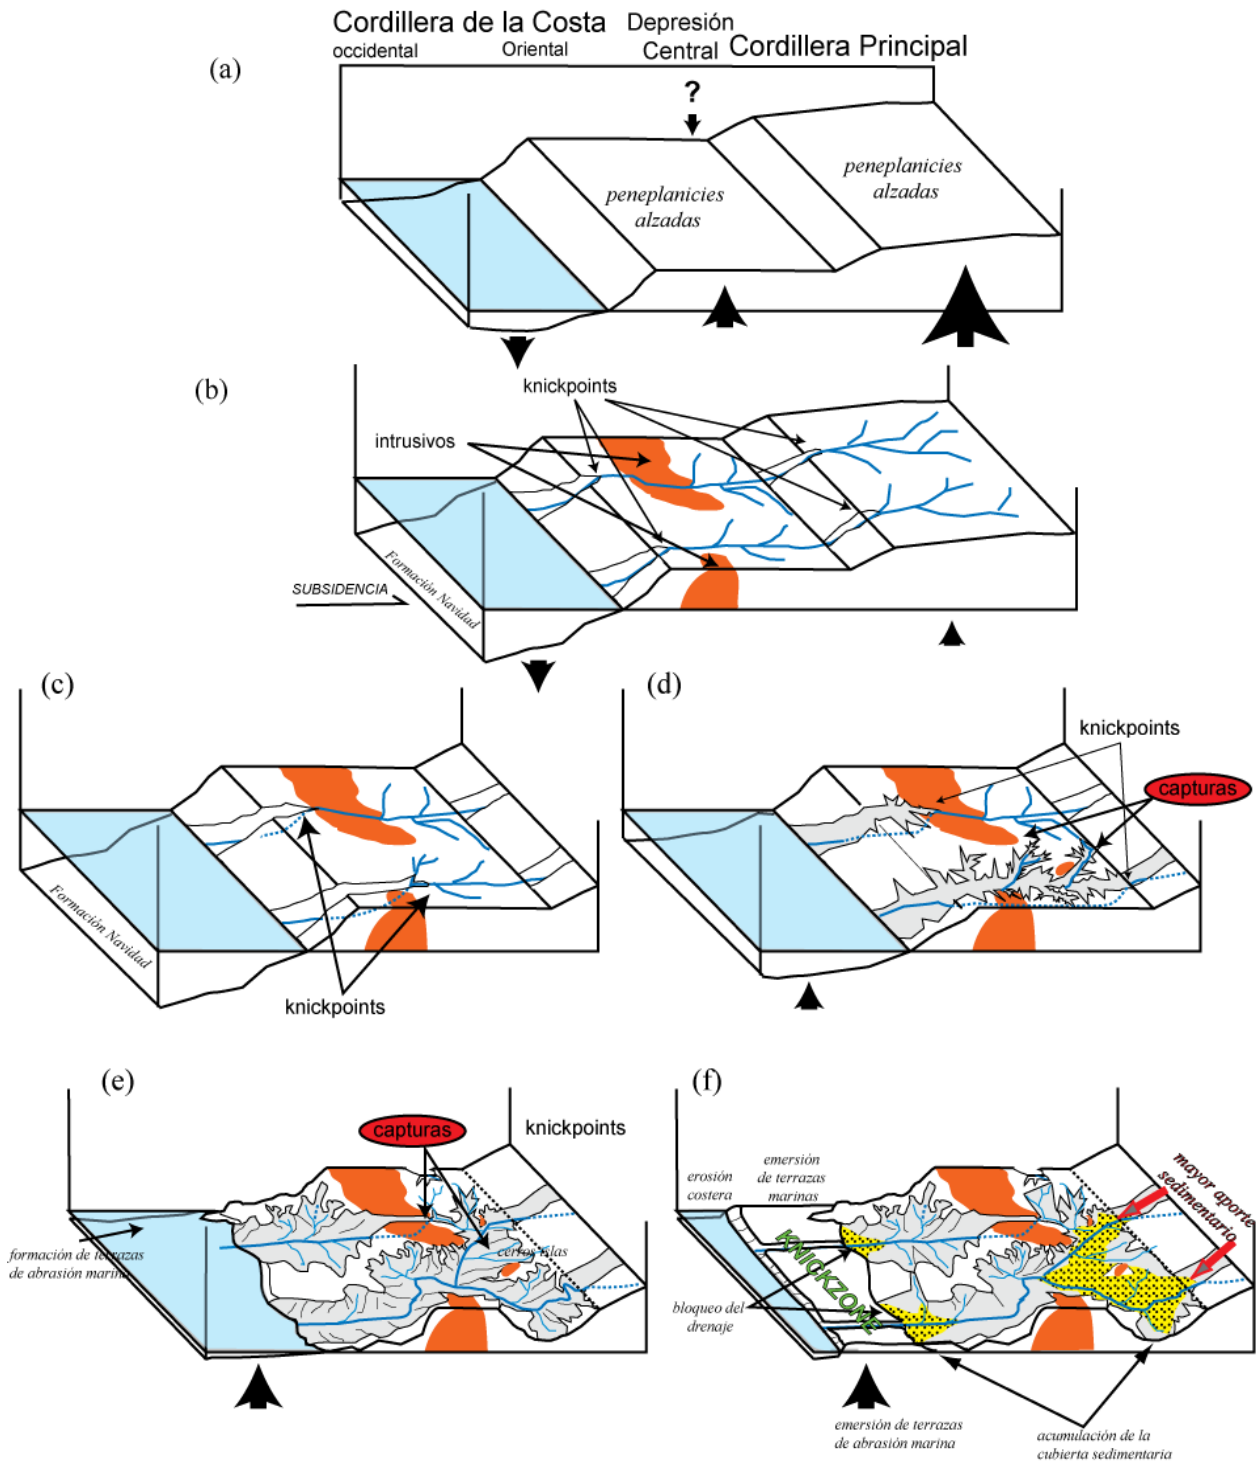 Cordillera de la Costa
Depresión
Central
Cordillera Principal
occidental
Oriental
(a)
?
peneplanicies
alzadas
peneplanicies
alzadas
(b)
knickpoints
intrusivos
SUBSIDENCIA
Formación Navidad
(c)
Formación Navidad
knickpoints
(d)
knickpoints
capturas
(e)
capturas
knickpoints
formación de terrazas
de abrasión marina
cerros islas
(f)
erosión
costera
emersión
de terrazas
marinas
mayor aporte
sedimentario
KNICKZONE
bloqueo del
drenaje
emersión de terrazas
de abrasión marina
acumulación de la
cubierta sedimentaria